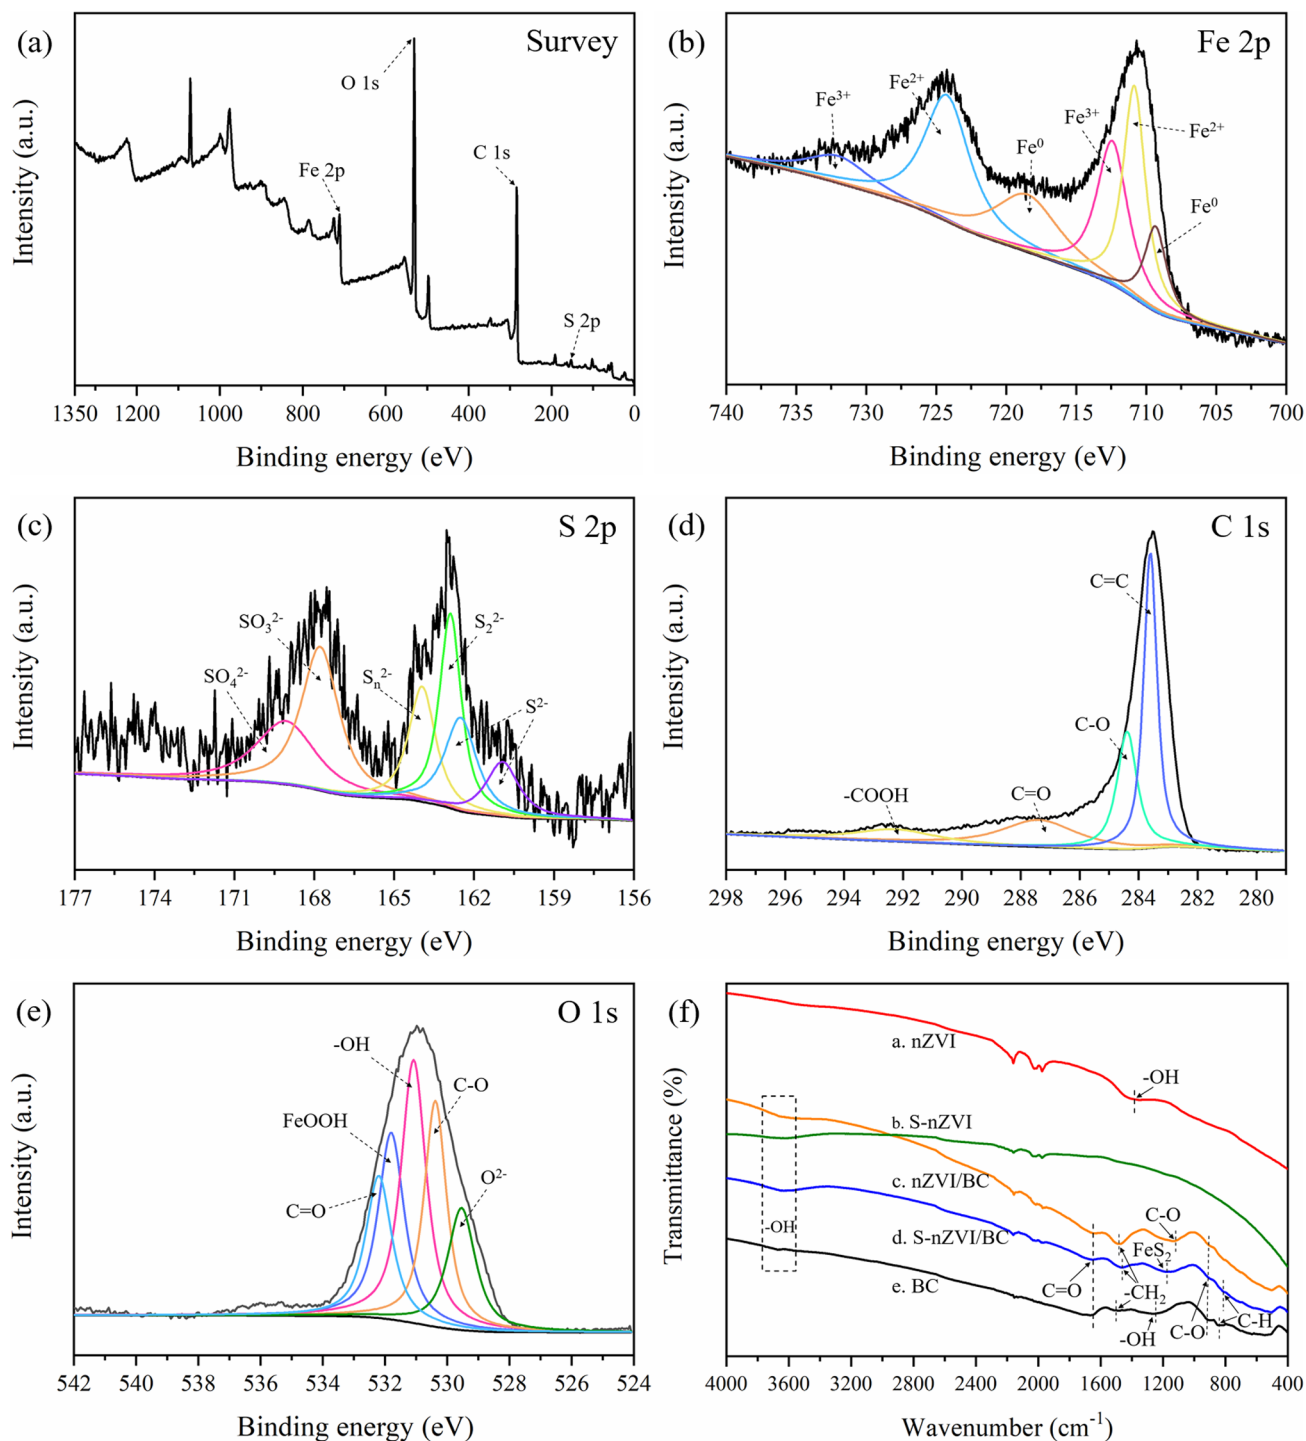 (a)
Survey
O 1s
C 1s
Fe 2p
S 2p
Intensity (a.u.)
1350 1200 1000 800 600 400 200 0
Binding energy (eV)
(b)
Fe 2p
Fe³⁺
Fe²⁺
Fe⁰
Fe³⁺
Fe²⁺
Fe⁰
Intensity (a.u.)
740 735 730 725 720 715 710 705 700
Binding energy (eV)
(c)
S 2p
SO₃²⁻
SO₄²⁻
Sₙ²⁻
S₂²⁻
S²⁻
Intensity (a.u.)
177 174 171 168 165 162 159 156
Binding energy (eV)
(d)
C 1s
C=C
C-O
C=O
-COOH
Intensity (a.u.)
298 296 294 292 290 288 286 284 282 280
Binding energy (eV)
(e)
O 1s
-OH
C-O
FeOOH
O²⁻
C=O
Intensity (a.u.)
542 540 538 536 534 532 530 528 526 524
Binding energy (eV)
(f)
a. nZVI
-OH
b. S-nZVI
c. nZVI/BC
-OH
d. S-nZVI/BC
C-O
FeS₂
e. BC
C=O
-CH₂
-OH
C-O
C-H
Transmittance (%)
4000 3600 2800 2400 2000 1600 1200 800 400
Wavenumber (cm⁻¹)